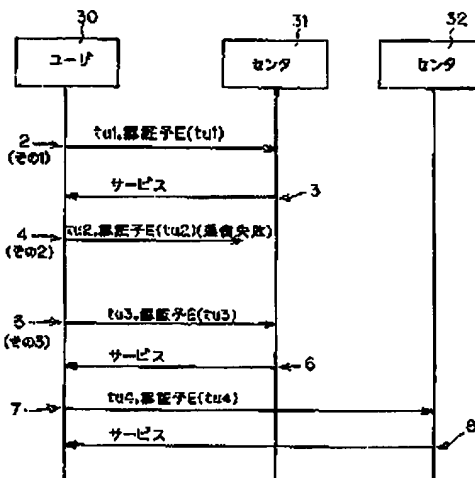 30
31
32
ユーザ
センタ
センタ
2
(その1)
tu1,認証子E(tu1)
サービス
3
4
(その2)
tu2,認証子E(tu2)(通信失敗)
5
(その3)
tu3,認証子E(tu3)
サービス
6
7
tu4,認証子E(tu4)
サービス
8